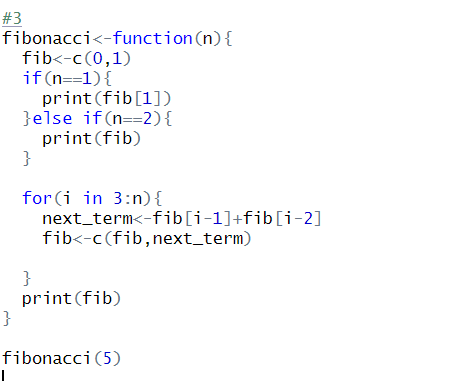 #3
fibonacci<-function(n){
  fib<-c(0,1)
  if(n==1){
    print(fib[1])
  }else if(n==2){
    print(fib)
  }

  for(i in 3:n){
    next_term<-fib[i-1]+fib[i-2]
    fib<-c(fib,next_term)

  }
  print(fib)
}

fibonacci(5)